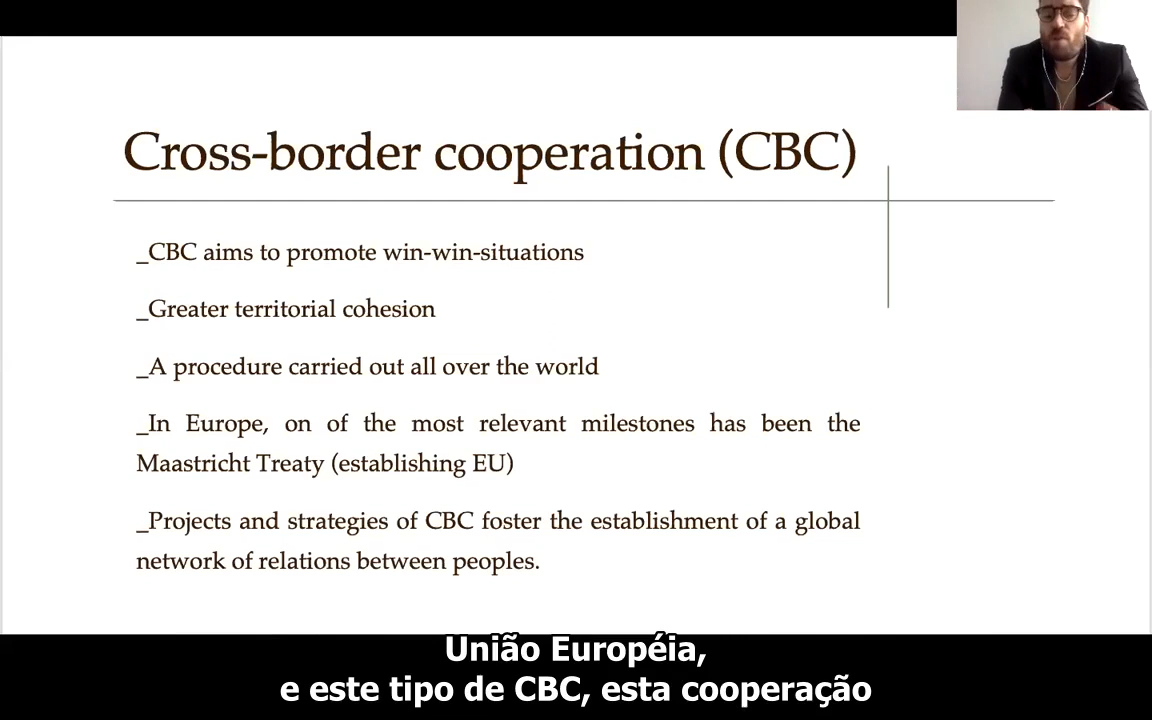 Cross-border cooperation (CBC)
_CBC aims to promote win-win-situations
_Greater territorial cohesion
_A procedure carried out all over the world
_In Europe, on of the most relevant milestones has been the
Maastricht Treaty (establishing EU)
_Projects and strategies of CBC foster the establishment of a global
network of relations between peoples.
União Européia,
e este tipo de CBC, esta cooperação